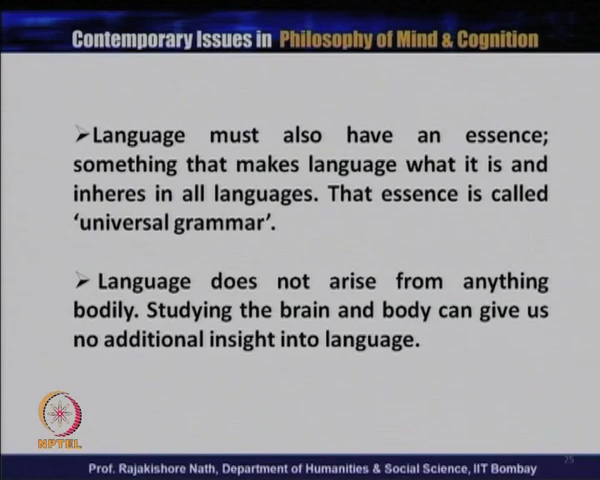 Contemporary Issues in Philosophy of Mind & Cognition
➢Language must also have an essence;
something that makes language what it is and
inheres in all languages. That essence is called
‘universal grammar’.
➢ Language does not arise from anything
bodily. Studying the brain and body can give us
no additional insight into language.
NPTEL
25
Prof. Rajakishore Nath, Department of Humanities & Social Science, IIT Bombay